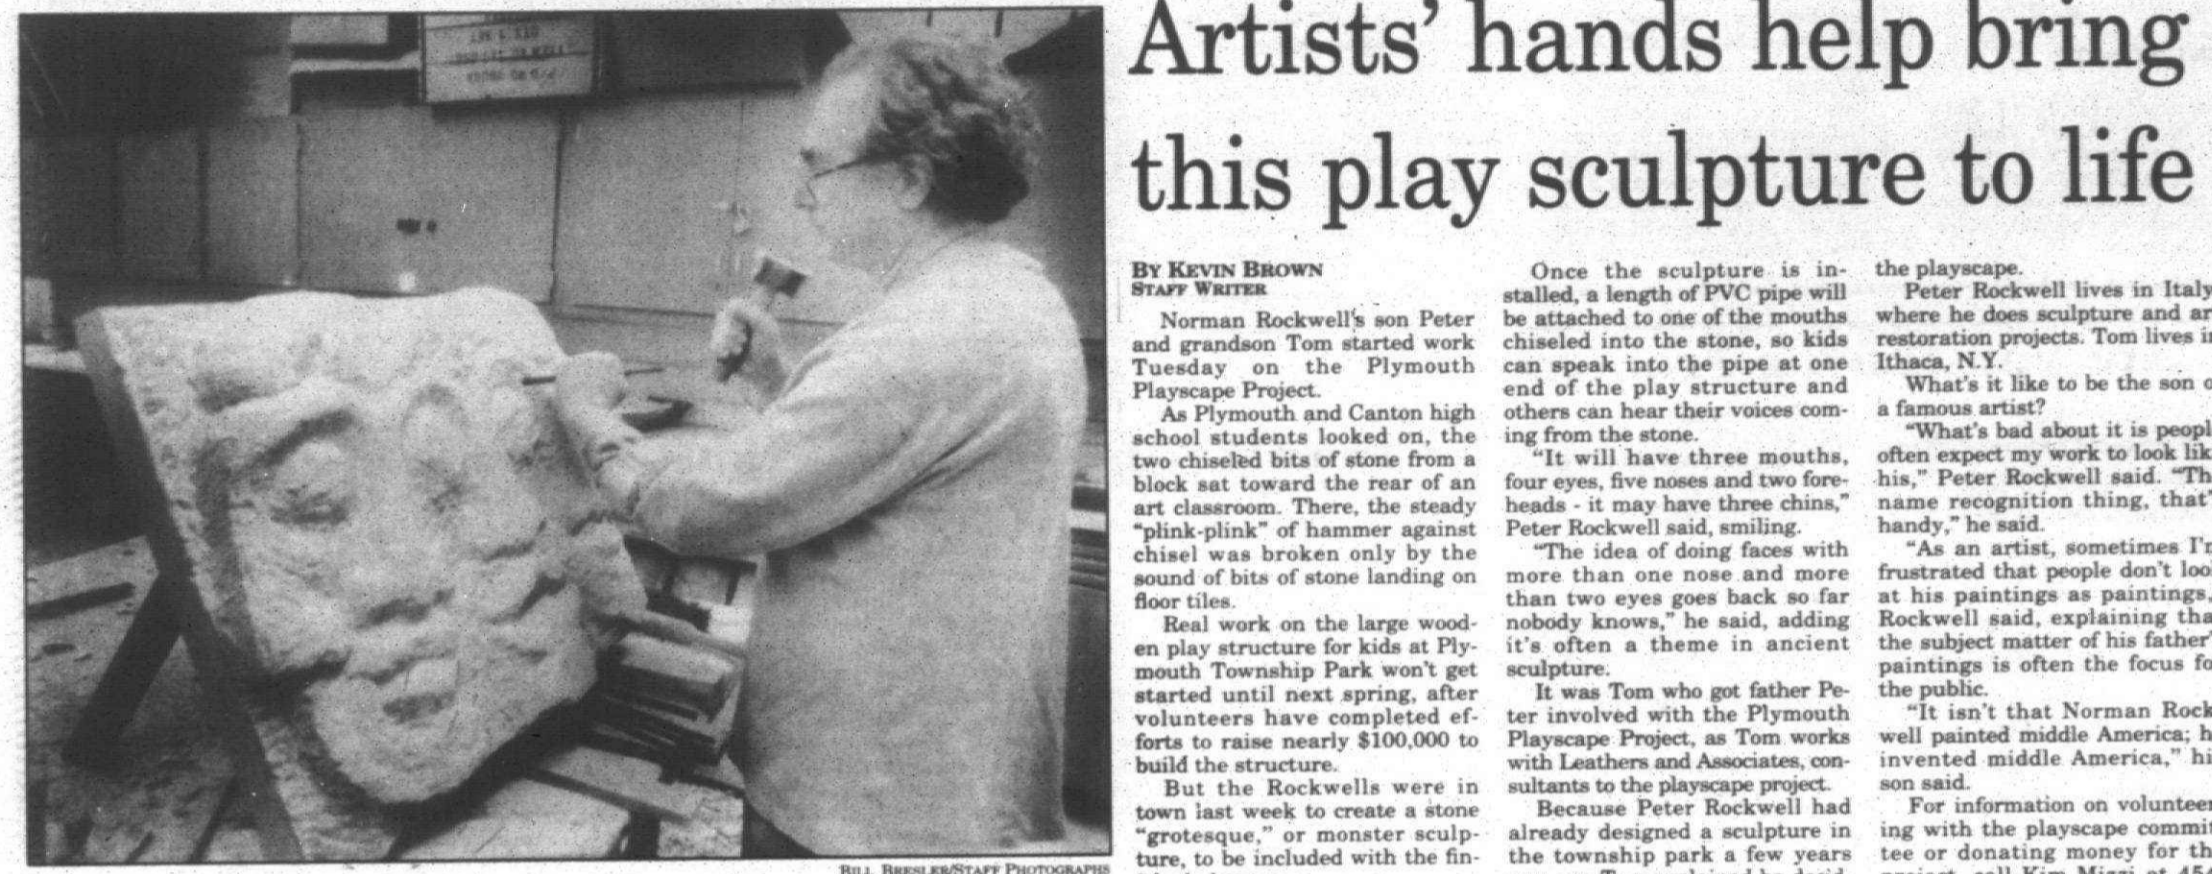 Artists' hands help bring
this play sculpture to life
BY KEVIN BROWN
STAFF WRITER
Norman Rockwell's son Peter
and grandson Tom started work
Tuesday on the Plymouth
Playscape Project.
As Plymouth and Canton high
school students looked on, the
two chiseled bits of stone from a
block sat toward the rear of an
art classroom. There, the steady
"plink-plink" of hammer against
chisel was broken only by the
sound of bits of stone landing on
floor tiles.
Real work on the large wood-
en play structure for kids at Ply-
mouth Township Park won't get
started until next spring, after
volunteers have completed ef-
forts to raise nearly $100,000 to
build the structure.
But the Rockwells were in
town last week to create a stone
"grotesque," or monster sculp-
ture, to be included with the fin-
Once the sculpture is in-
stalled, a length of PVC pipe will
be attached to one of the mouths
chiseled into the stone, so kids
can speak into the pipe at one
end of the play structure and
others can hear their voices com-
ing from the stone.
"It will have three mouths,
four eyes, five noses and two fore-
heads - it may have three chins,"
Peter Rockwell said, smiling.
"The idea of doing faces with
more than one nose and more
than two eyes goes back so far
nobody knows," he said, adding
it's often a theme in ancient
sculpture.
It was Tom who got father Pe-
ter involved with the Plymouth
Playscape Project, as Tom works
with Leathers and Associates, con-
sultants to the playscape project.
Because Peter Rockwell had
already designed a sculpture in
the township park a few years
the playscape.
Peter Rockwell lives in Italy
where he does sculpture and ar
restoration projects. Tom lives i
Ithaca, N.Y.
What's it like to be the son o
a famous artist?
"What's bad about it is peopl
often expect my work to look lik
his," Peter Rockwell said. "Th
name recognition thing, that'
handy," he said.
"As an artist, sometimes I'
frustrated that people don't loo
at his paintings as paintings,
Rockwell said, explaining tha
the subject matter of his father'
paintings is often the focus fo
the public.
"It isn't that Norman Rock
well painted middle America; h
invented middle America," hi
son said.
For information on volunteer
ing with the playscape commit
tee or donating money for th
BILL BRESLER/STAFF PHOTOGRAPHS